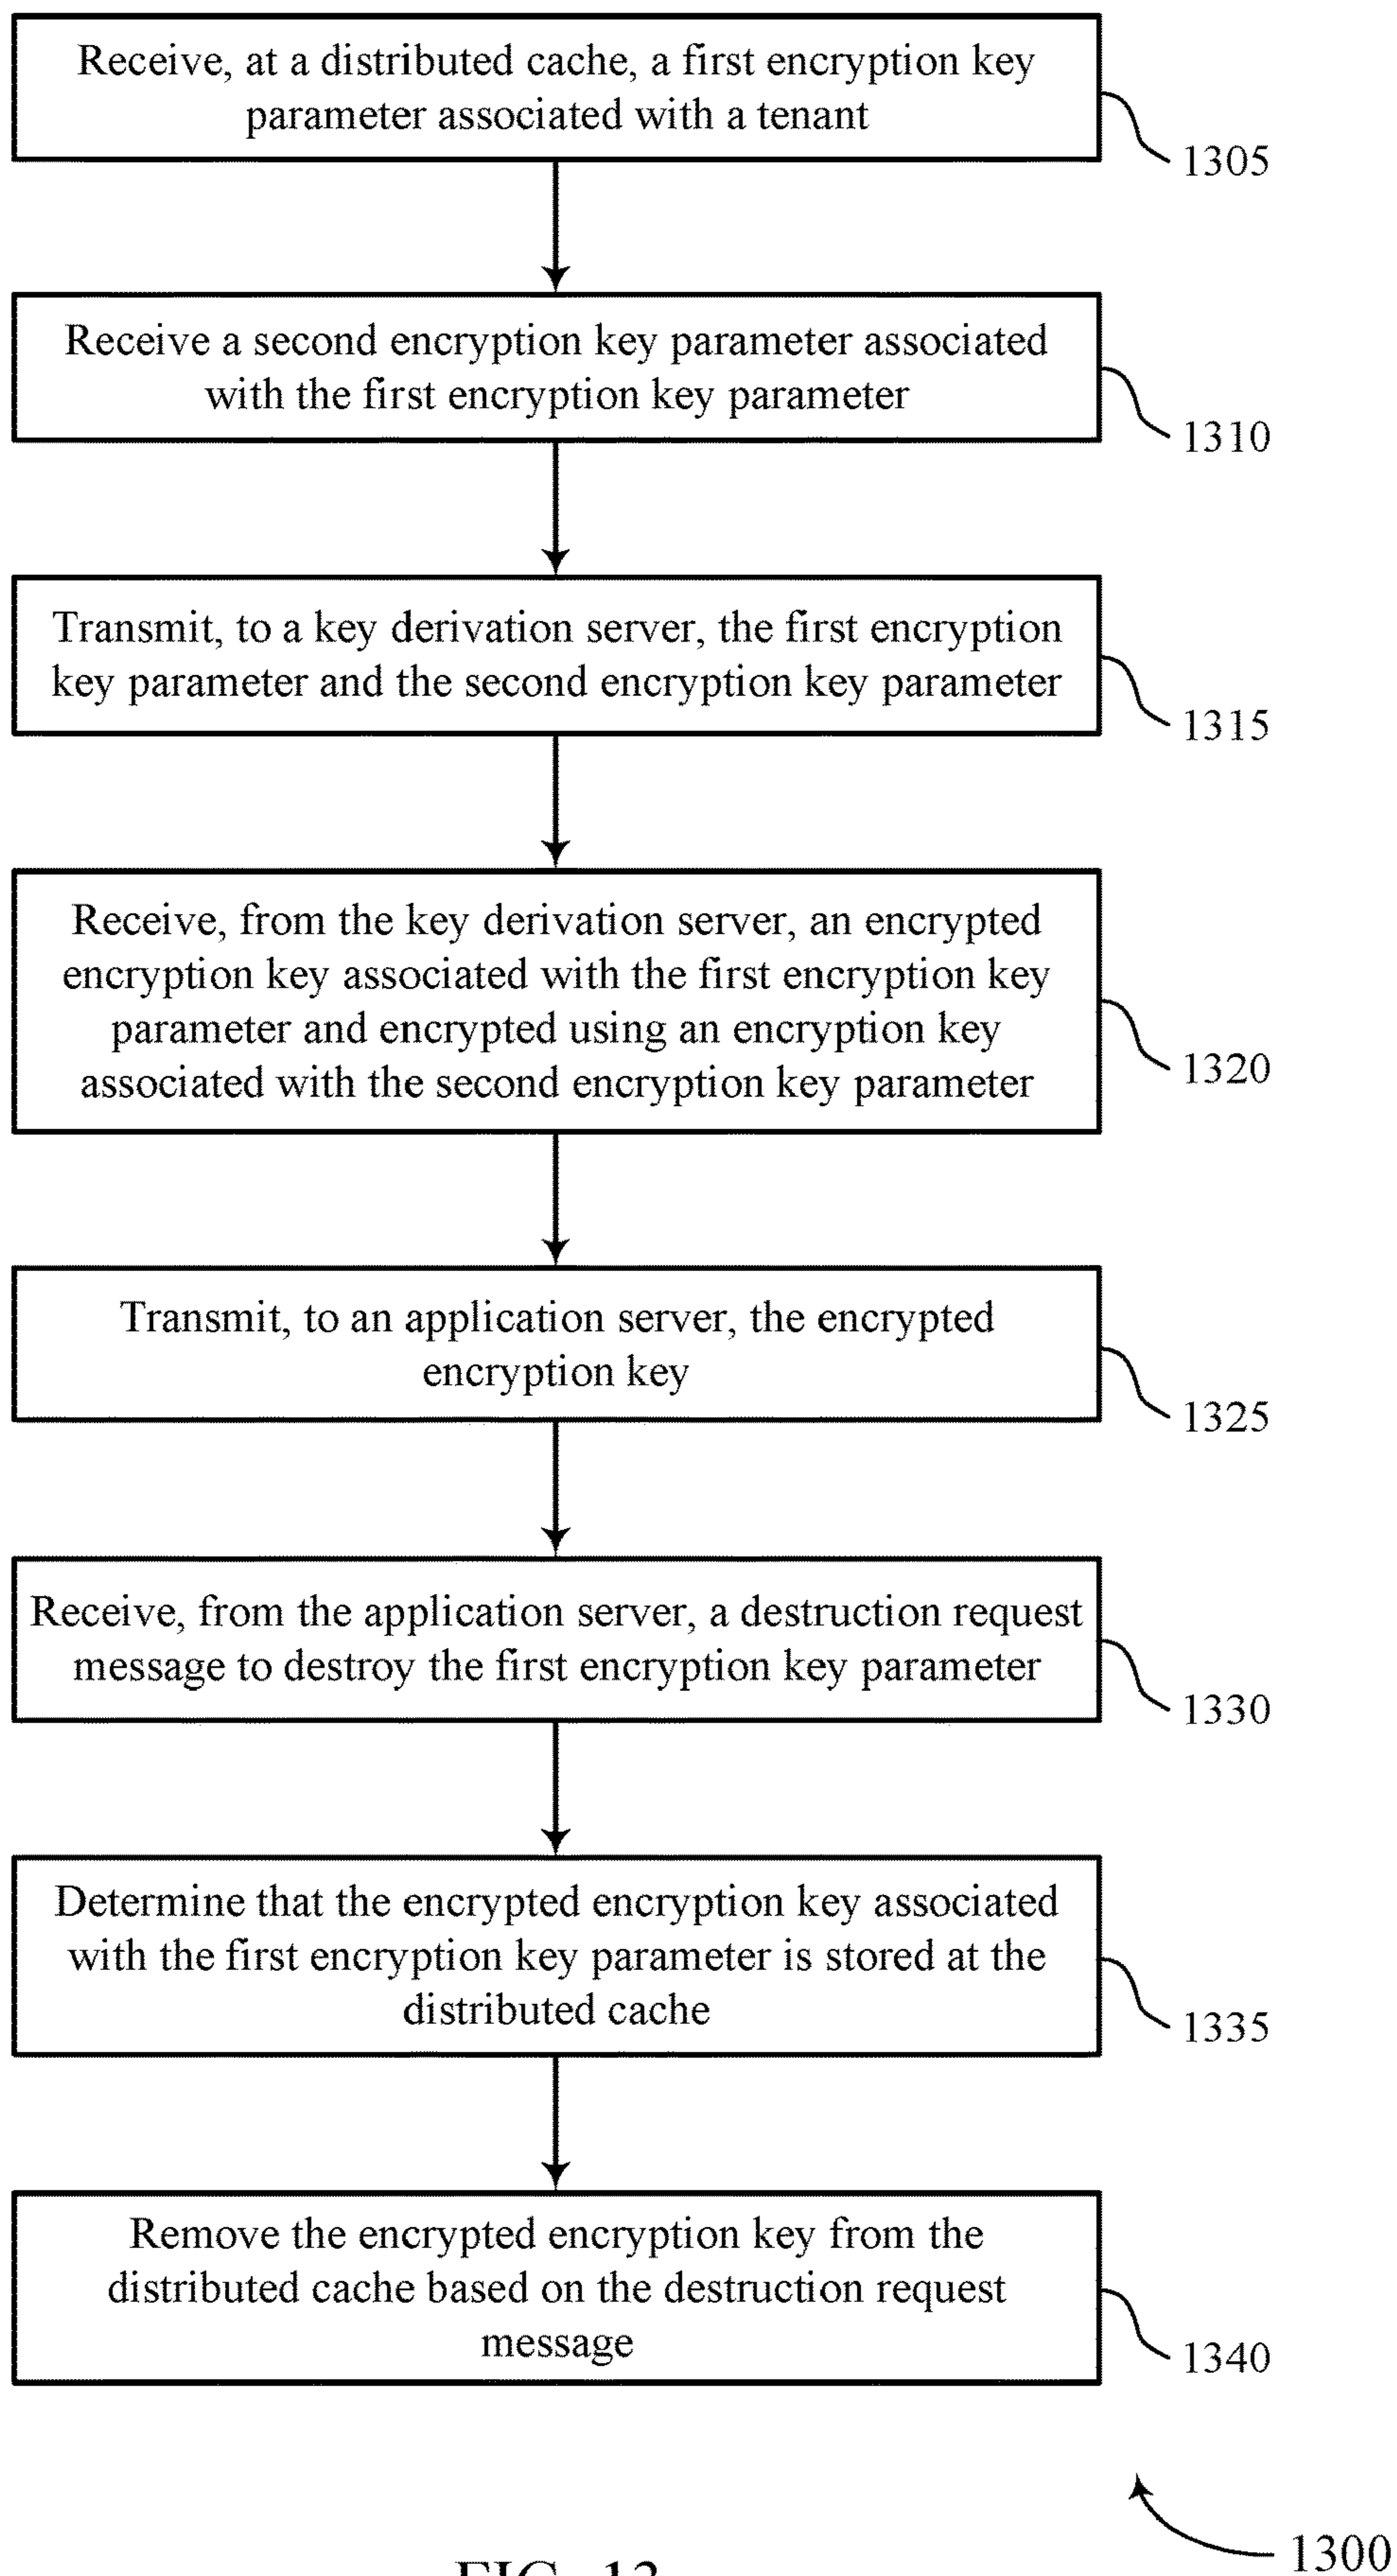 Receive, at a distributed cache, a first encryption key
parameter associated with a tenant
1305
Receive a second encryption key parameter associated
with the first encryption key parameter
1310
Transmit, to a key derivation server, the first encryption
key parameter and the second encryption key parameter
1315
Receive, from the key derivation server, an encrypted
encryption key associated with the first encryption key
parameter and encrypted using an encryption key
associated with the second encryption key parameter
1320
Transmit, to an application server, the encrypted
encryption key
1325
Receive, from the application server, a destruction request
message to destroy the first encryption key parameter
1330
Determine that the encrypted encryption key associated
with the first encryption key parameter is stored at the
distributed cache
1335
Remove the encrypted encryption key from the
distributed cache based on the destruction request
message
1340
1300
FIG. 13